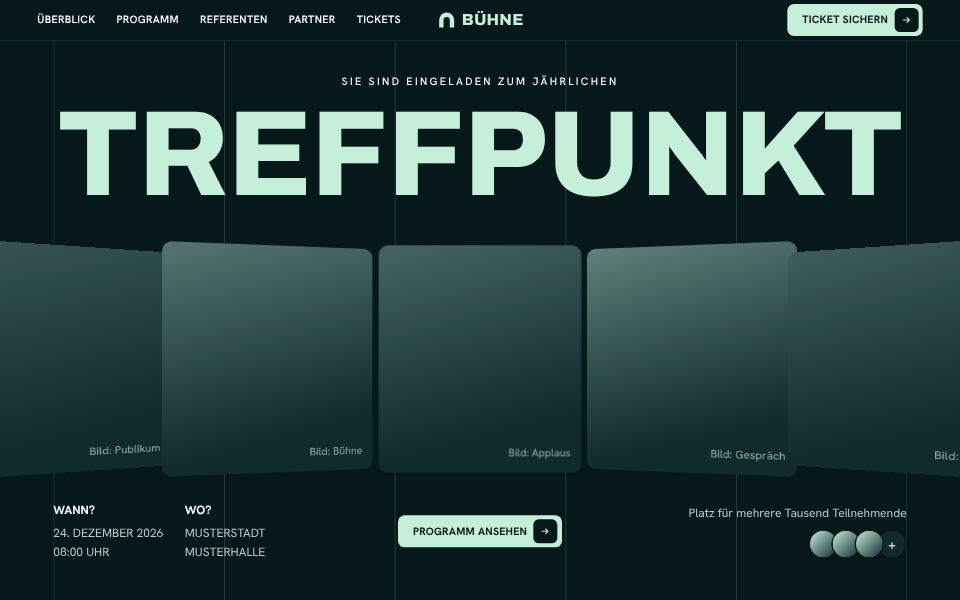 ÜBERBLICK PROGRAMM REFERENTEN PARTNER TICKETS BÜHNE TICKET SICHERN →
SIE SIND EINGELADEN ZUM JÄHRLICHEN
TREFFPUNKT
Bild: Publikum Bild: Bühne Bild: Applaus Bild: Gespräch Bild:
WANN? WO?
24. DEZEMBER 2026 MUSTERSTADT
08:00 UHR MUSTERHALLE
PROGRAMM ANSEHEN →
Platz für mehrere Tausend Teilnehmende
+